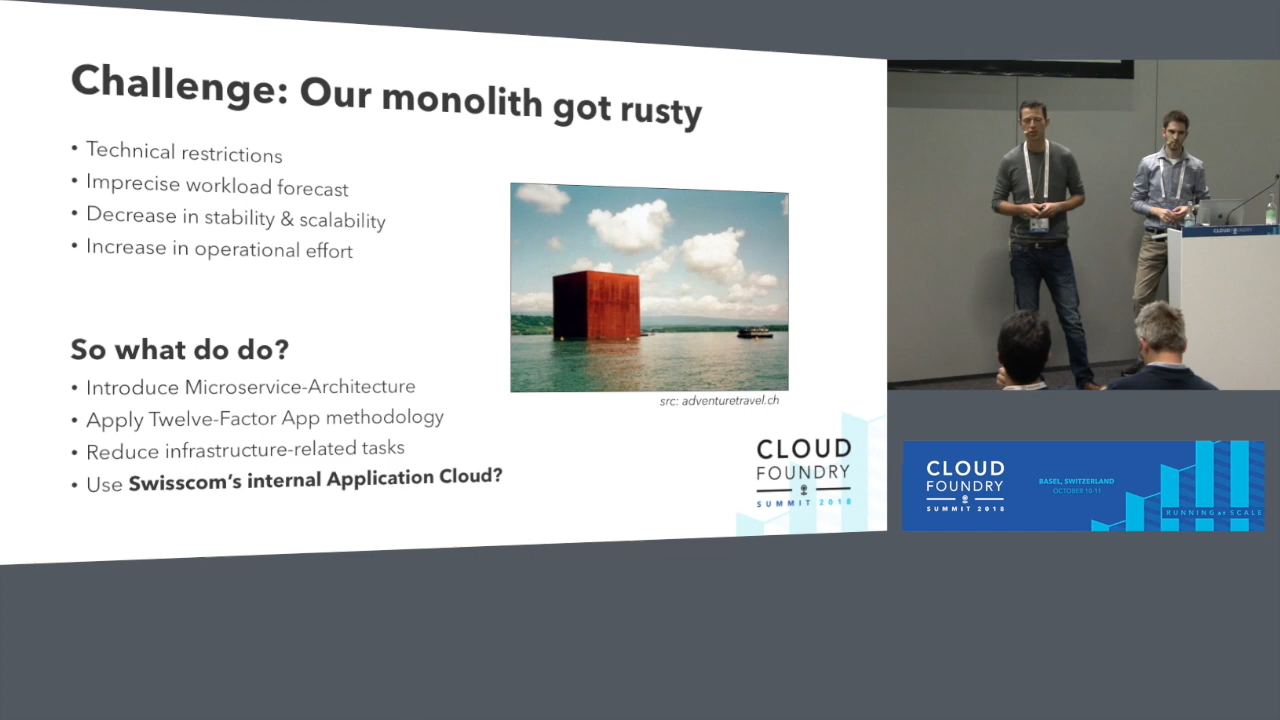 Challenge: Our monolith got rusty
• Technical restrictions
• Imprecise workload forecast
• Decrease in stability & scalability
• Increase in operational effort
So what do do?
• Introduce Microservice-Architecture
• Apply Twelve-Factor App methodology
• Reduce infrastructure-related tasks
• Use Swisscom's internal Application Cloud?
src: adventuretravel.ch
CLOUD
FOUNDRY
SUMMIT 2018
CLOUD FOUNDRY
CLOUD
FOUNDRY
SUMMIT 2018
BASEL, SWITZERLAND
OCTOBER 10-11
RUNNING at SCALE